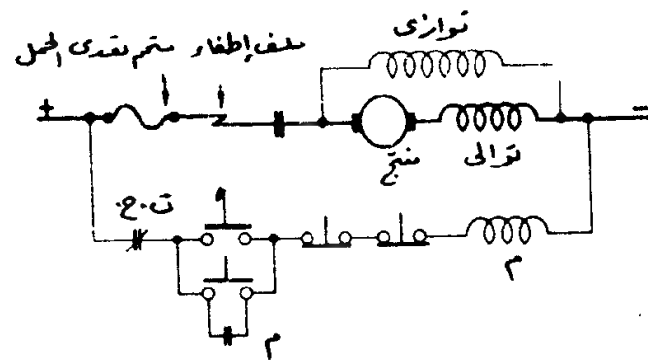 توازى
ملف إطفاء
متمم تعدى الحمل
+
−
توالى
منتج
ت.ح.
م
م